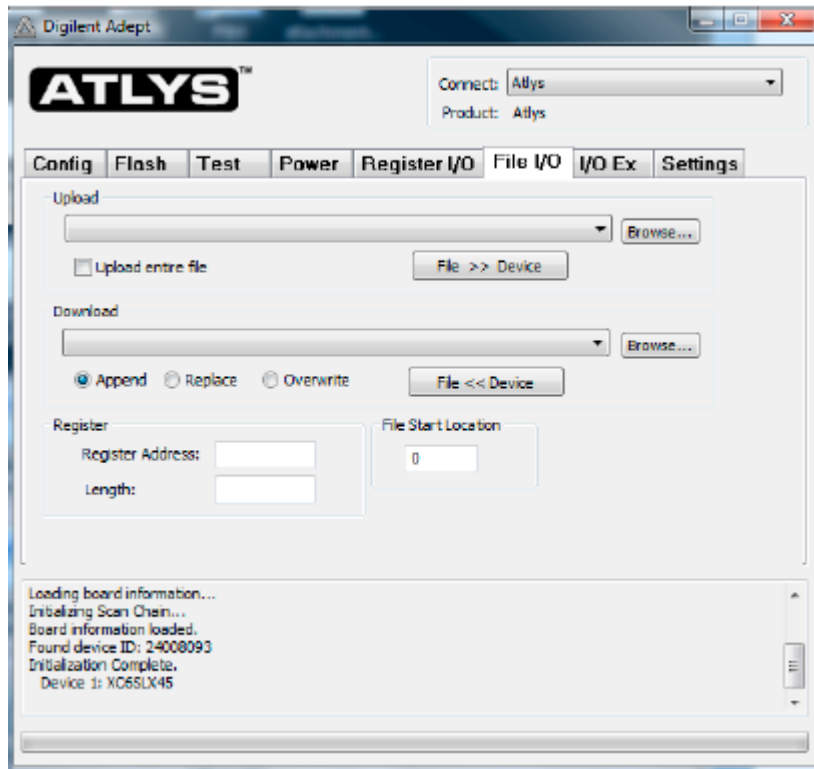 Digilent Adept
ATLYS™
Connect: Atlys
Product: Atlys
Config Flash Test Power Register I/O File I/O I/O Ex Settings
Upload
Browse...
Upload entire file File >> Device
Download
Browse...
Append Replace Overwrite File << Device
Register File Start Location
Register Address: 0
Length:
Loading board information...
Initializing Scan Chain...
Board information loaded.
Found device ID: 24008093
Initialization Complete.
Device 1: XC6SLX45